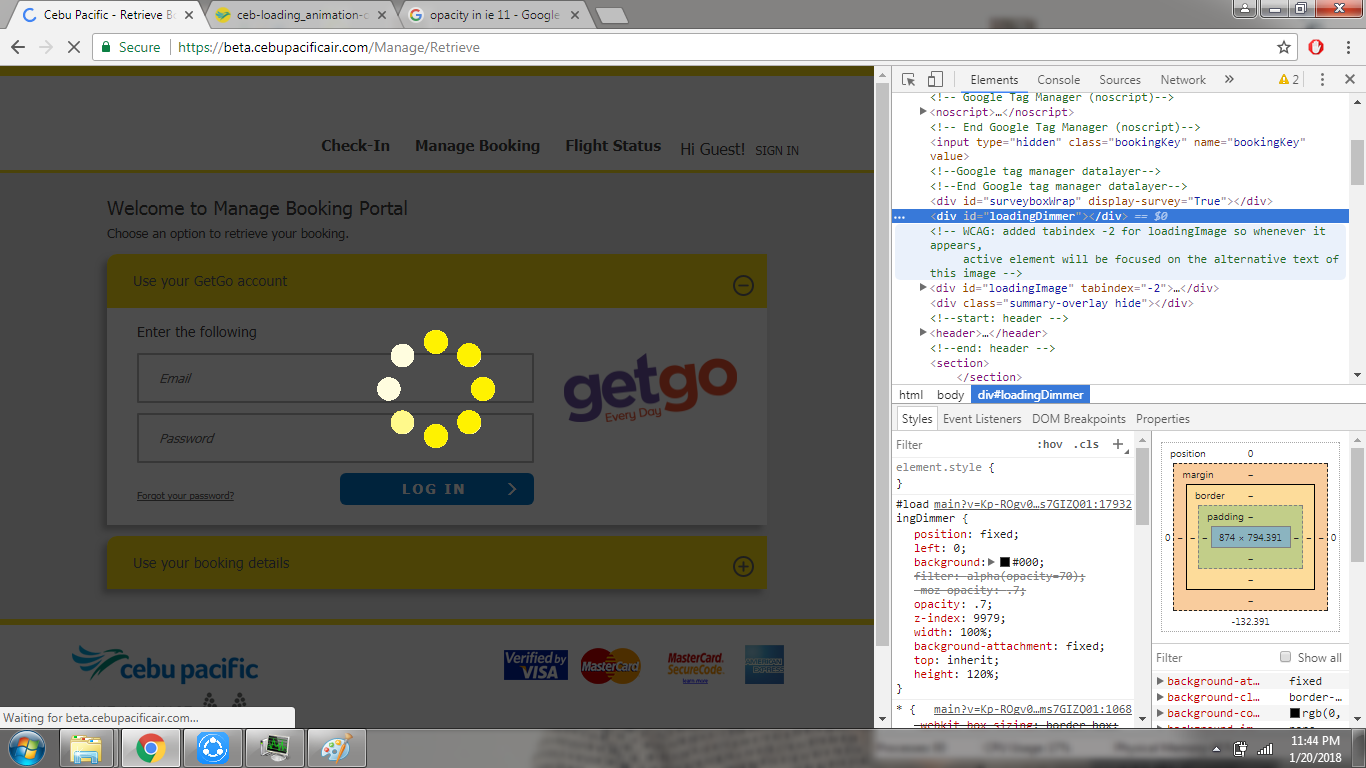 Cebu Pacific - Retrieve B
ceb-loading_animation-c
opacity in ie 11 - Google
Secure
https://beta.cebupacificair.com/Manage/Retrieve
Check-In Manage Booking Flight Status Hi Guest! SIGN IN
Welcome to Manage Booking Portal
Choose an option to retrieve your booking.
Use your GetGo account
Enter the following
Email
Password
Forgot your password?
LOG IN
getgo
Every Day
Use your booking details
cebu pacific
Verified by
VISA
MasterCard
MasterCard.
SecureCode.
learn more
AMERICAN
EXPRESS
Waiting for beta.cebupacificair.com...
Elements Console Sources Network » 2
<!-- Google Tag Manager (noscript)-->
<noscript>…</noscript>
<!-- End Google Tag Manager (noscript)-->
<input type="hidden" class="bookingKey" name="bookingKey"
value>
<!--Google tag manager datalayer-->
<!--End Google tag manager datalayer-->
<div id="surveyboxWrap" display-survey="True"></div>
… <div id="loadingDimmer"></div> == $0
<!-- WCAG: added tabindex -2 for loadingImage so whenever it
appears,
active element will be focused on the alternative text of
this image -->
<div id="loadingImage" tabindex="-2">…</div>
<div class="summary-overlay hide"></div>
<!--start: header -->
<header>…</header>
<!--end: header -->
<section>
</section>
html body div#loadingDimmer
Styles Event Listeners DOM Breakpoints Properties
Filter :hov .cls +
element.style {
}
#load main?v=Kp-ROgv0…s7GIZQ01:17932
ingDimmer {
position: fixed;
left: 0;
background: #000;
filter: alpha(opacity=70);
-moz-opacity: .7;
opacity: .7;
z-index: 9979;
width: 100%;
background-attachment: fixed;
top: inherit;
height: 120%;
}
* { main?v=Kp-ROgv0…ms7GIZQ01:1068
-webkit-box-sizing: border-box;
position 0
margin –
border –
padding –
0 – – – 874 × 794.391 – – – 0
–
–
–
-132.391
Filter Show all
background-at… fixed
background-cl… border-…
background-co… rgb(0,
11:44 PM
1/20/2018